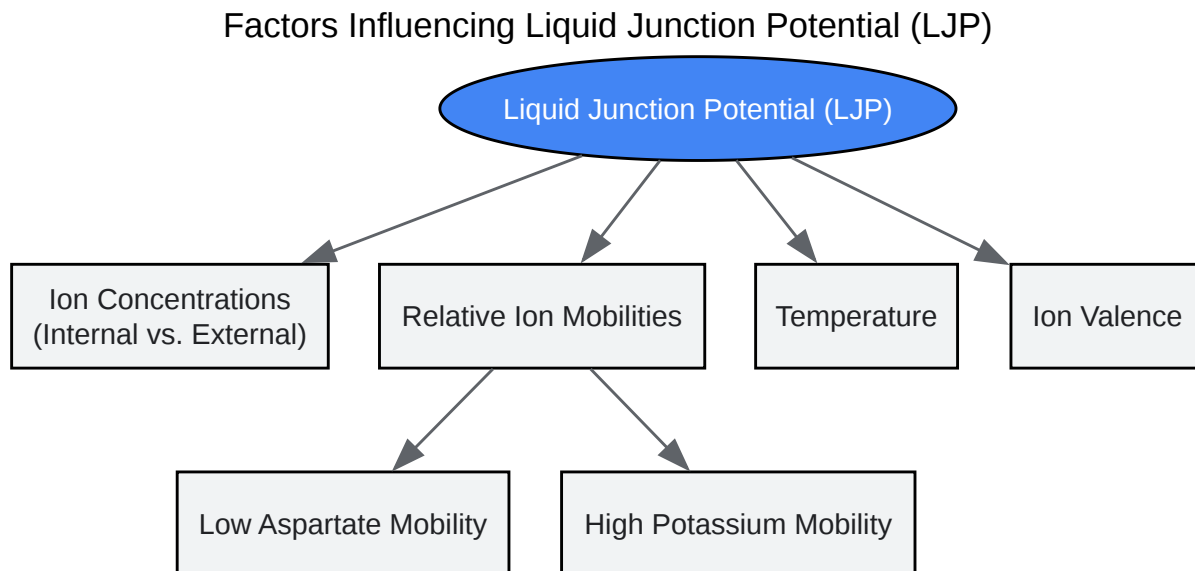 Factors Influencing Liquid Junction Potential (LJP)
Liquid Junction Potential (LJP)
Ion Concentrations
(Internal vs. External)
Relative Ion Mobilities
Temperature
Ion Valence
Low Aspartate Mobility
High Potassium Mobility